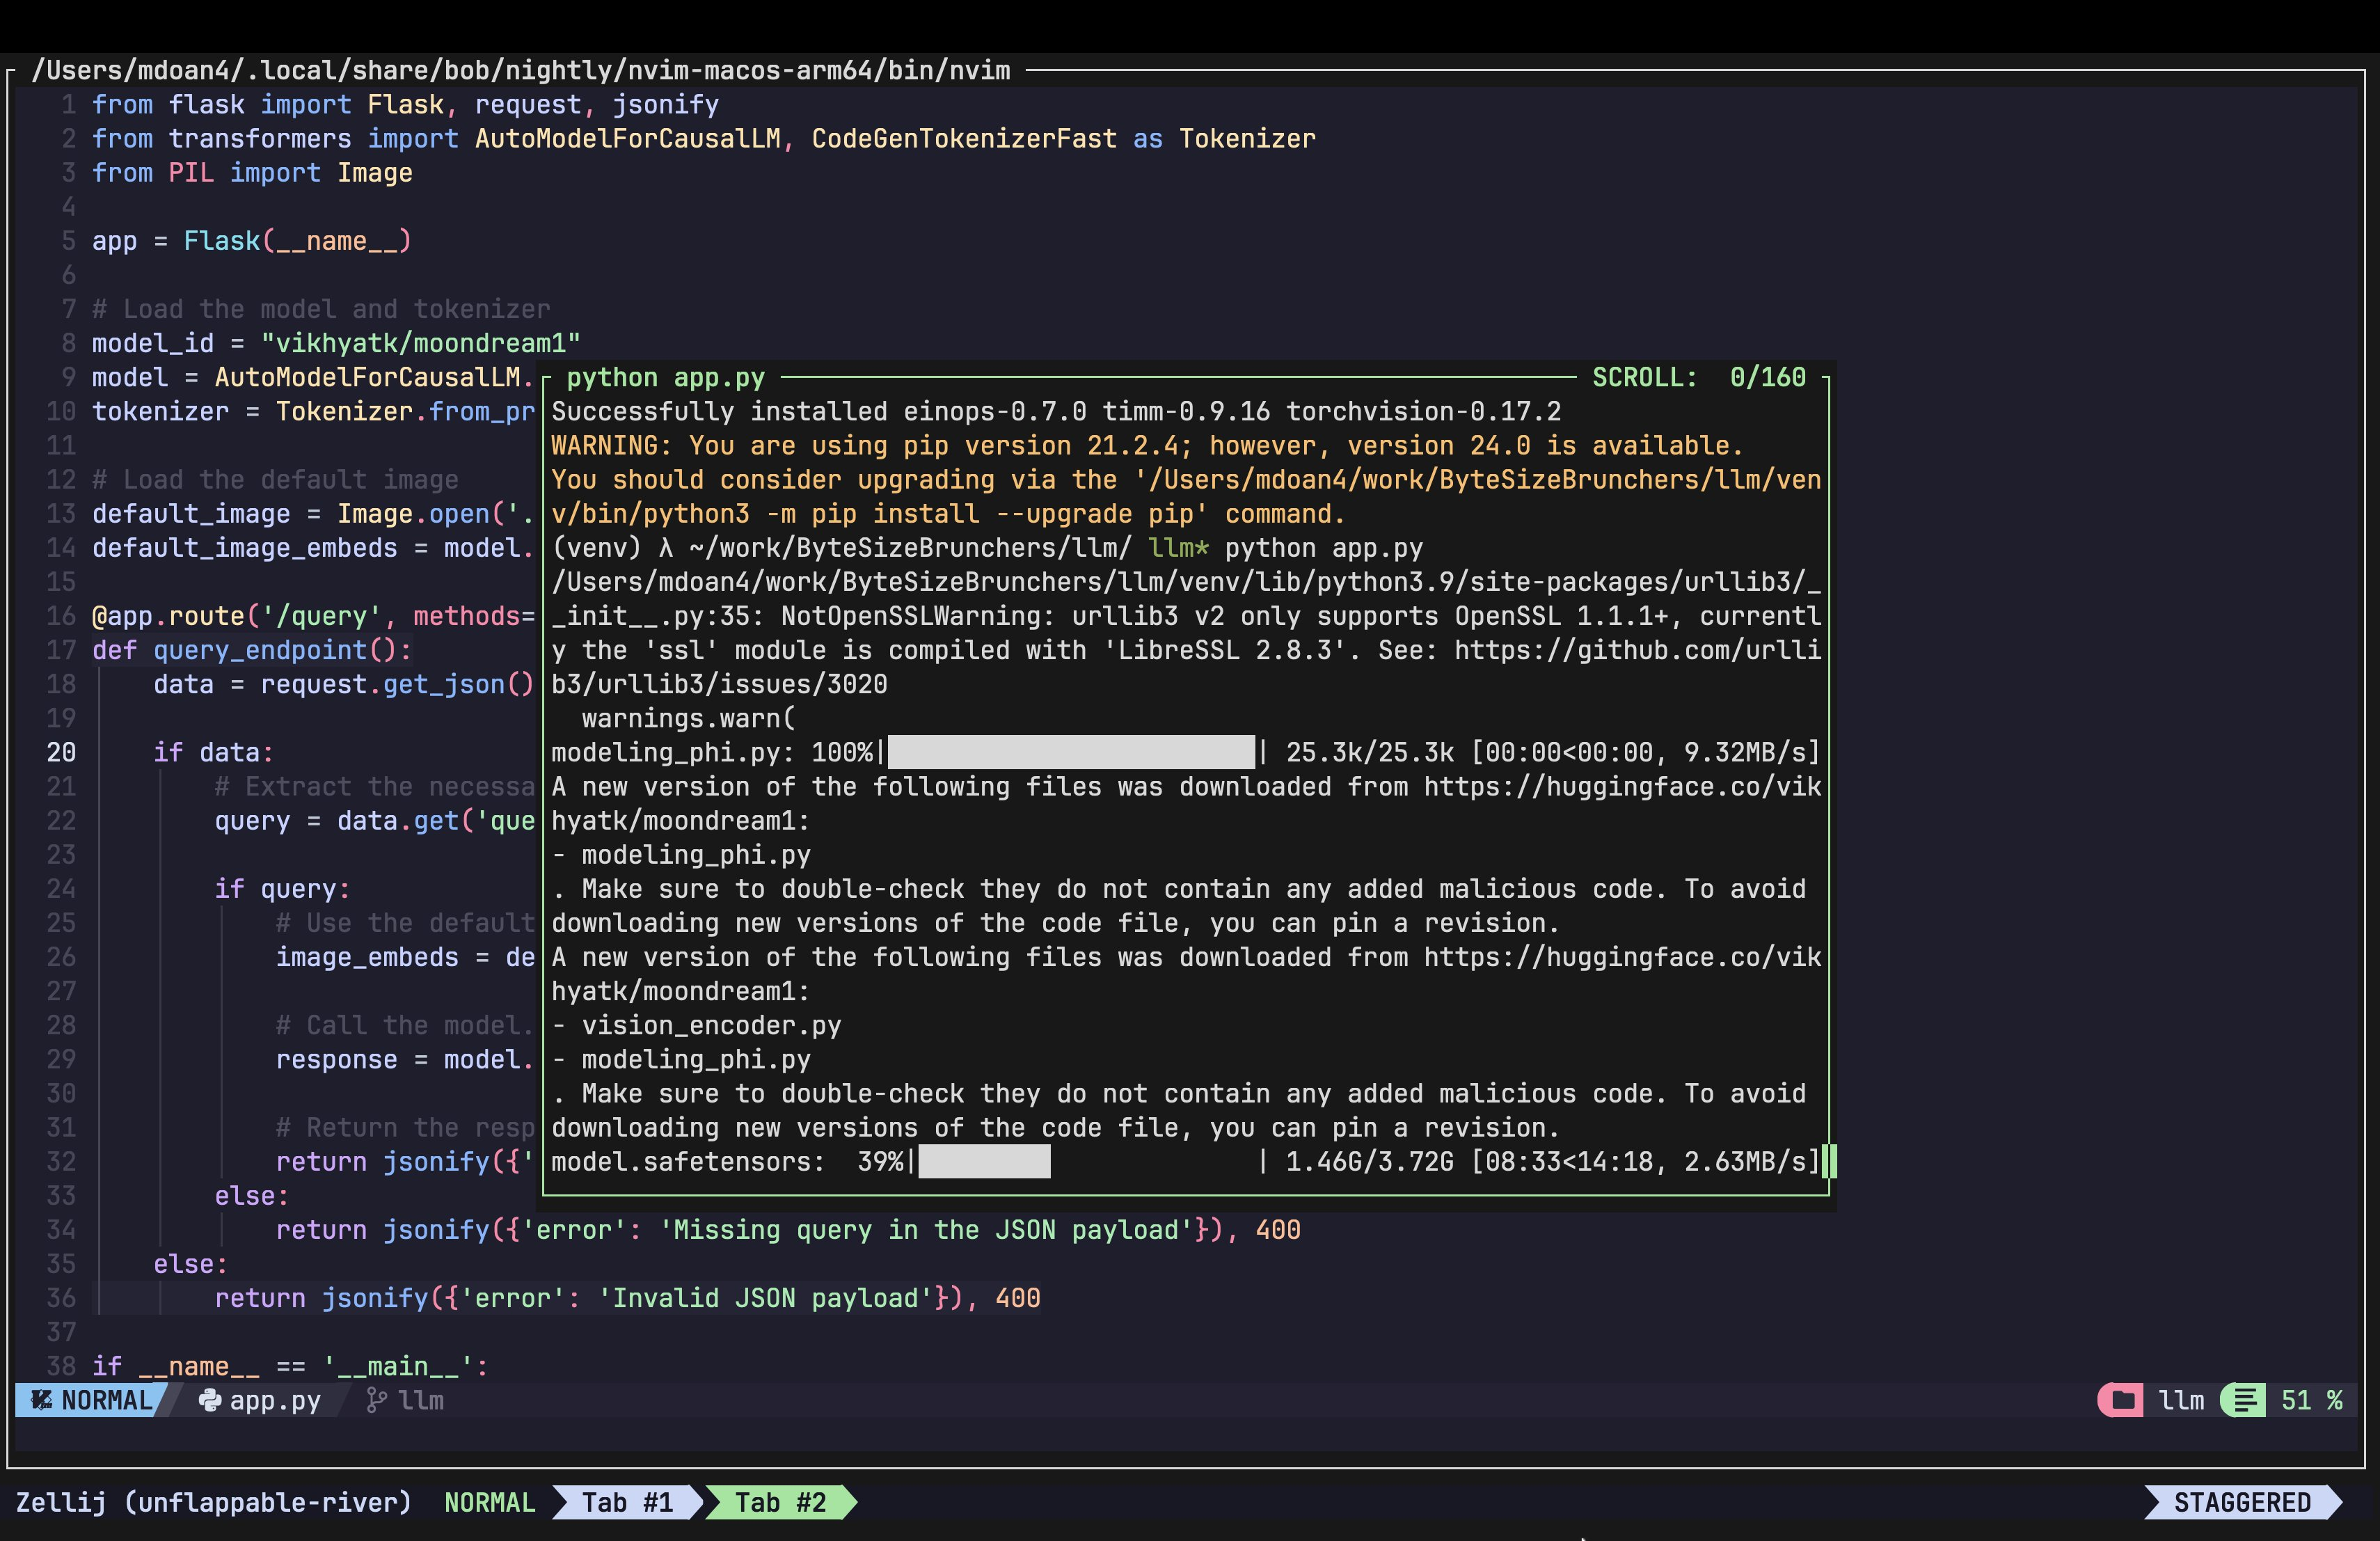 /Users/mdoan4/.local/share/bob/nightly/nvim-macos-arm64/bin/nvim
1 from flask import Flask, request, jsonify
2 from transformers import AutoModelForCausalLM, CodeGenTokenizerFast as Tokenizer
3 from PIL import Image
4
5 app = Flask(__name__)
6
7 # Load the model and tokenizer
8 model_id = "vikhyatk/moondream1"
9 model = AutoModelForCausalLM.
10 tokenizer = Tokenizer.from_pr
11
12 # Load the default image
13 default_image = Image.open('.
14 default_image_embeds = model.
15
16 @app.route('/query', methods=
17 def query_endpoint():
18     data = request.get_json()
19
20     if data:
21         # Extract the necessa
22         query = data.get('que
23
24         if query:
25             # Use the default
26             image_embeds = de
27
28             # Call the model.
29             response = model.
30
31             # Return the resp
32             return jsonify({'
33         else:
34             return jsonify({'error': 'Missing query in the JSON payload'}), 400
35     else:
36         return jsonify({'error': 'Invalid JSON payload'}), 400
37
38 if __name__ == '__main__':
python app.py SCROLL: 0/160
Successfully installed einops-0.7.0 timm-0.9.16 torchvision-0.17.2
WARNING: You are using pip version 21.2.4; however, version 24.0 is available.
You should consider upgrading via the '/Users/mdoan4/work/ByteSizeBrunchers/llm/ven
v/bin/python3 -m pip install --upgrade pip' command.
(venv) λ ~/work/ByteSizeBrunchers/llm/ llm* python app.py
/Users/mdoan4/work/ByteSizeBrunchers/llm/venv/lib/python3.9/site-packages/urllib3/_
_init__.py:35: NotOpenSSLWarning: urllib3 v2 only supports OpenSSL 1.1.1+, currentl
y the 'ssl' module is compiled with 'LibreSSL 2.8.3'. See: https://github.com/urlli
b3/urllib3/issues/3020
  warnings.warn(
modeling_phi.py: 100%| | 25.3k/25.3k [00:00<00:00, 9.32MB/s]
A new version of the following files was downloaded from https://huggingface.co/vik
hyatk/moondream1:
- modeling_phi.py
. Make sure to double-check they do not contain any added malicious code. To avoid
downloading new versions of the code file, you can pin a revision.
A new version of the following files was downloaded from https://huggingface.co/vik
hyatk/moondream1:
- vision_encoder.py
- modeling_phi.py
. Make sure to double-check they do not contain any added malicious code. To avoid
downloading new versions of the code file, you can pin a revision.
model.safetensors:  39%| | 1.46G/3.72G [08:33<14:18, 2.63MB/s]
NORMAL app.py llm llm 51 %
Zellij (unflappable-river) NORMAL Tab #1 Tab #2 STAGGERED